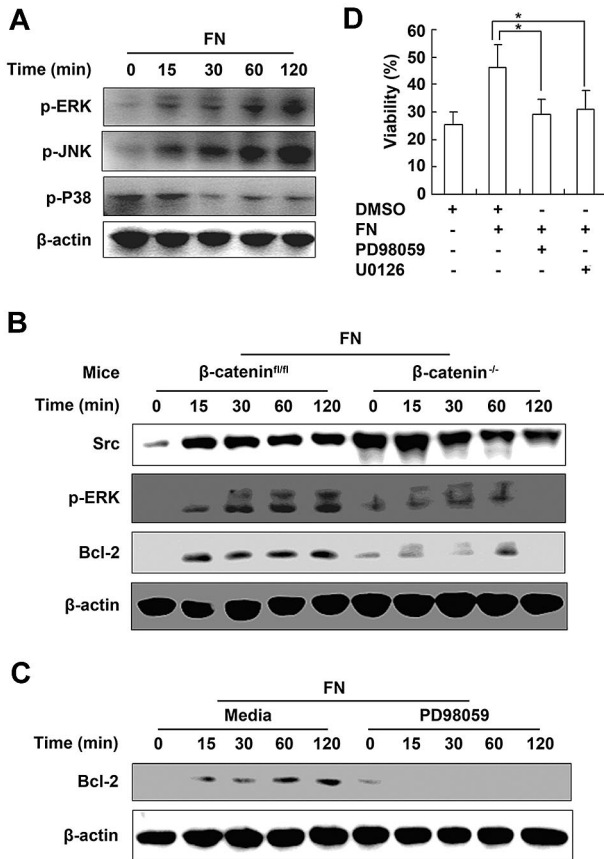 A
FN
Time (min) 0 15 30 60 120
p-ERK
p-JNK
p-P38
β-actin
D
Viability (%)
60
50
40
30
20
10
0
*
*
DMSO + + - -
FN - + + +
PD98059 - - + -
U0126 - - - +
B
FN
Mice β-catenin fl/fl β-catenin -/-
Time (min) 0 15 30 60 120 0 15 30 60 120
Src
p-ERK
Bcl-2
β-actin
C
FN
Media PD98059
Time (min) 0 15 30 60 120 0 15 30 60 120
Bcl-2
β-actin